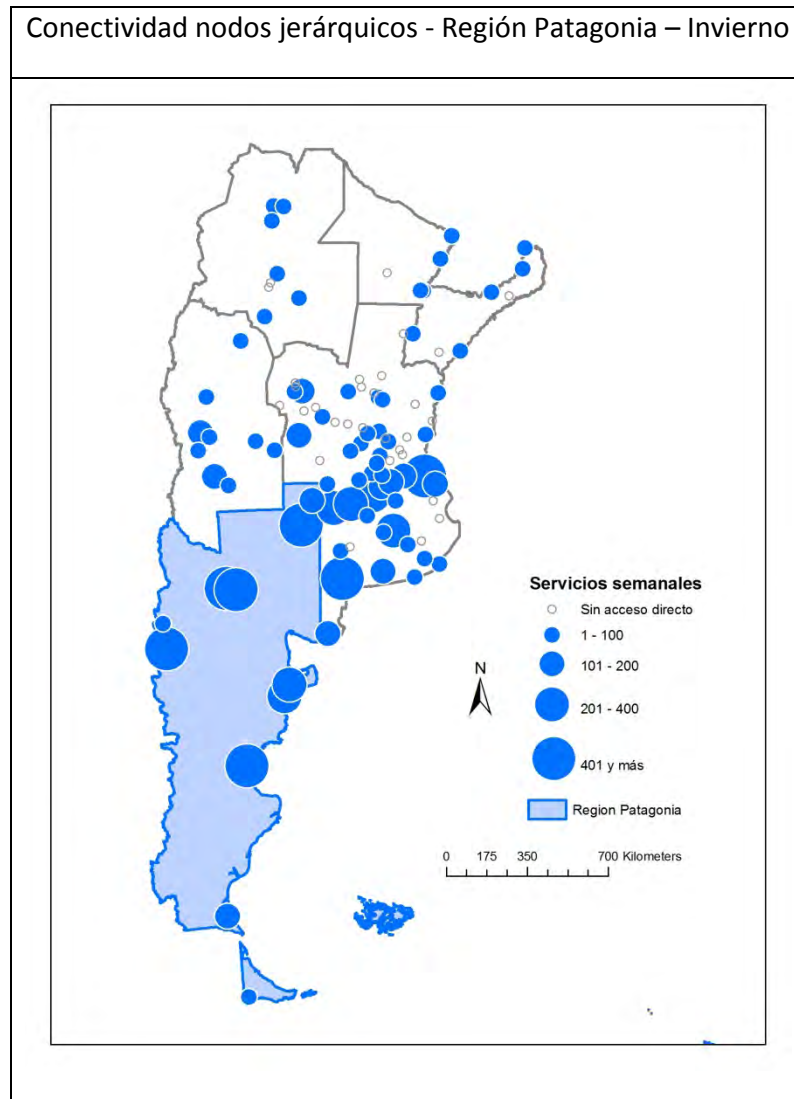 Conectividad nodos jerárquicos - Región Patagonia – Invierno
Servicios semanales
Sin acceso directo
1 - 100
101 - 200
201 - 400
401 y más
Region Patagonia
N
0 175 350 700 Kilometers